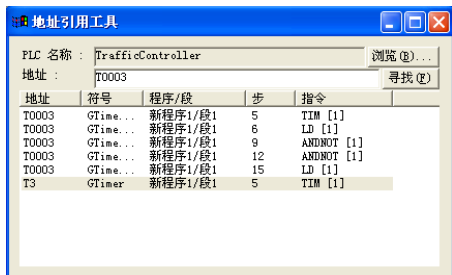 地址引用工具
PLC 名称 : TrafficController 浏览(B)...
地址 : T0003 寻找(F)
地址 符号 程序/段 步 指令
T0003 GTime... 新程序1/段1 5 TIM [1]
T0003 GTime... 新程序1/段1 6 LD [1]
T0003 GTime... 新程序1/段1 9 ANDNOT [1]
T0003 GTime... 新程序1/段1 12 ANDNOT [1]
T0003 GTime... 新程序1/段1 15 LD [1]
T3 GTimer 新程序1/段1 5 TIM [1]